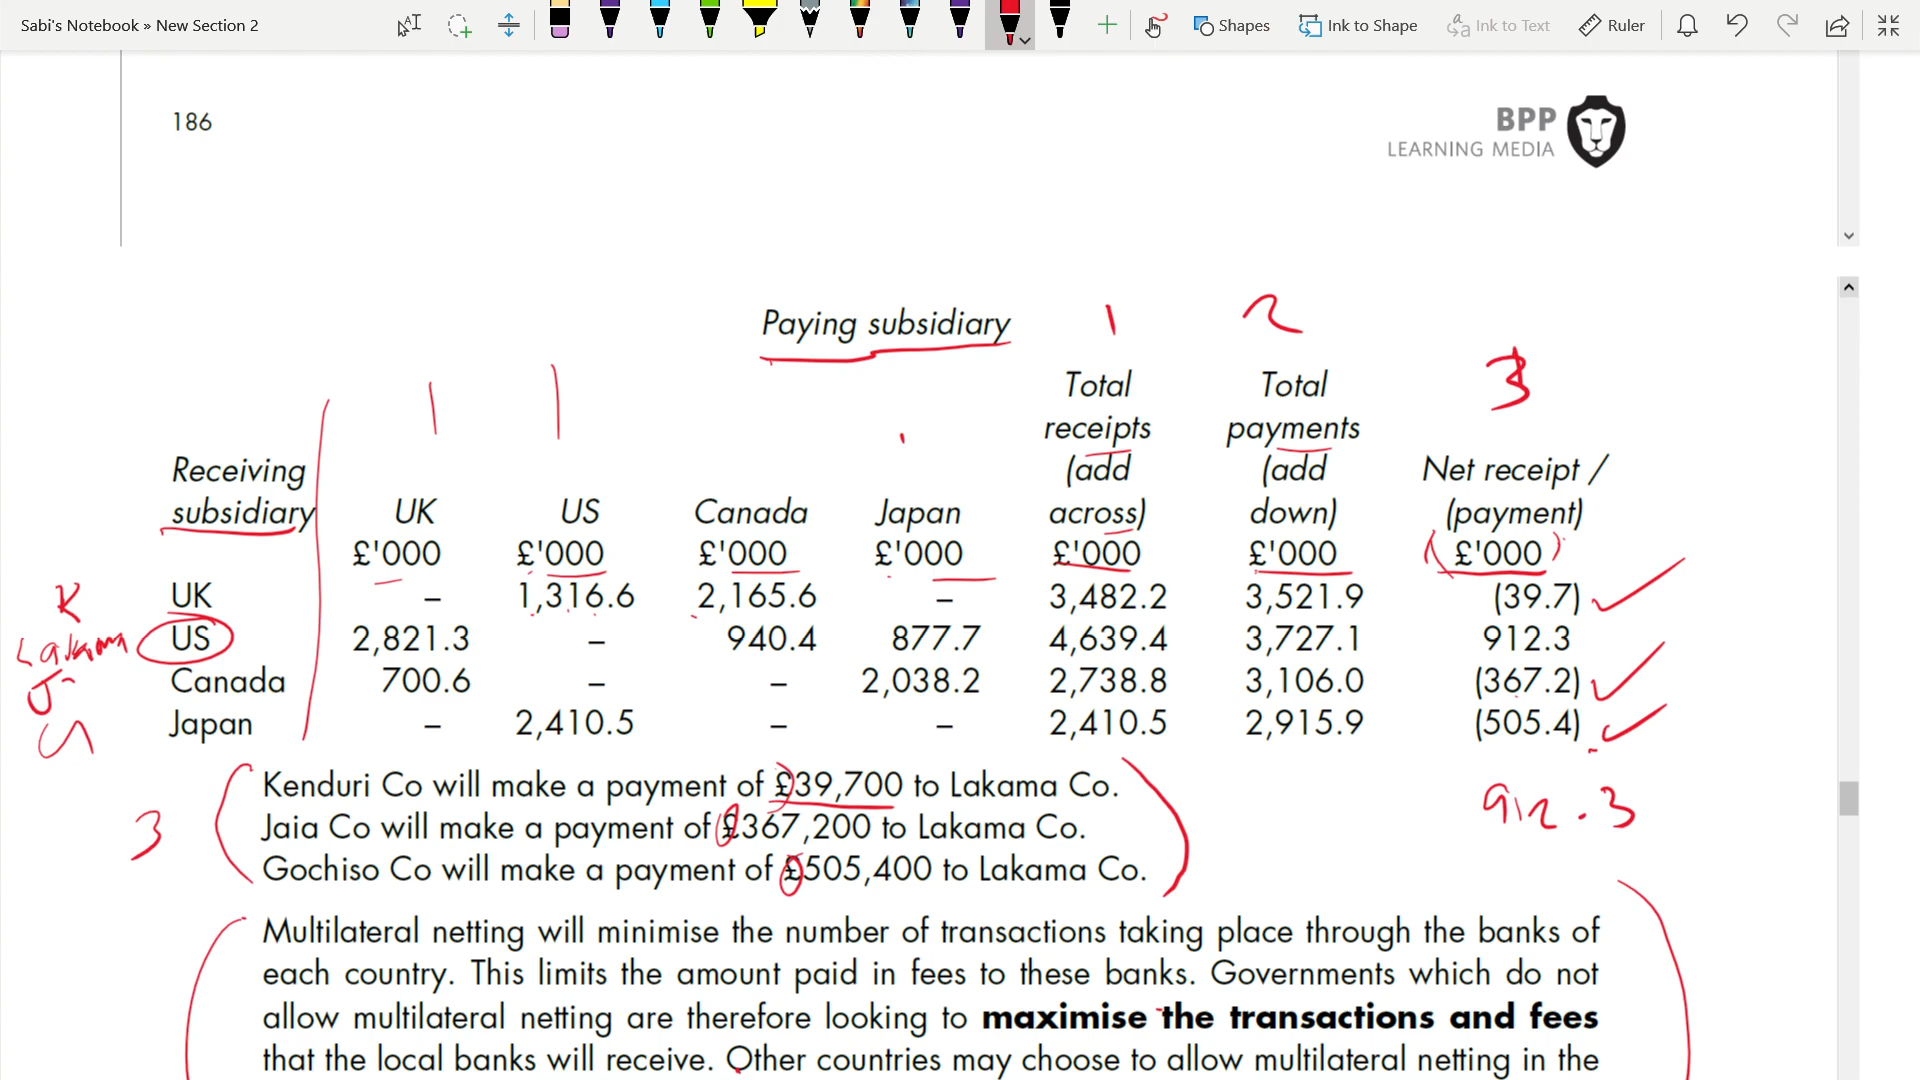 Sabi's Notebook » New Section 2
Shapes Ink to Shape Ink to Text Ruler
186
BPP
LEARNING MEDIA
Paying subsidiary 1 2
3
Total Total
receipts payments
Receiving (add (add Net receipt /
subsidiary UK US Canada Japan across) down) (payment)
£'000 £'000 £'000 £'000 £'000 £'000 £'000
K UK – 1,316.6 2,165.6 – 3,482.2 3,521.9 (39.7)
Lakama US 2,821.3 – 940.4 877.7 4,639.4 3,727.1 912.3
J Canada 700.6 – – 2,038.2 2,738.8 3,106.0 (367.2)
G Japan – 2,410.5 – – 2,410.5 2,915.9 (505.4)
Kenduri Co will make a payment of £39,700 to Lakama Co.
3 Jaia Co will make a payment of £367,200 to Lakama Co. 912.3
Gochiso Co will make a payment of £505,400 to Lakama Co.
Multilateral netting will minimise the number of transactions taking place through the banks of
each country. This limits the amount paid in fees to these banks. Governments which do not
allow multilateral netting are therefore looking to maximise the transactions and fees
that the local banks will receive. Other countries may choose to allow multilateral netting in the